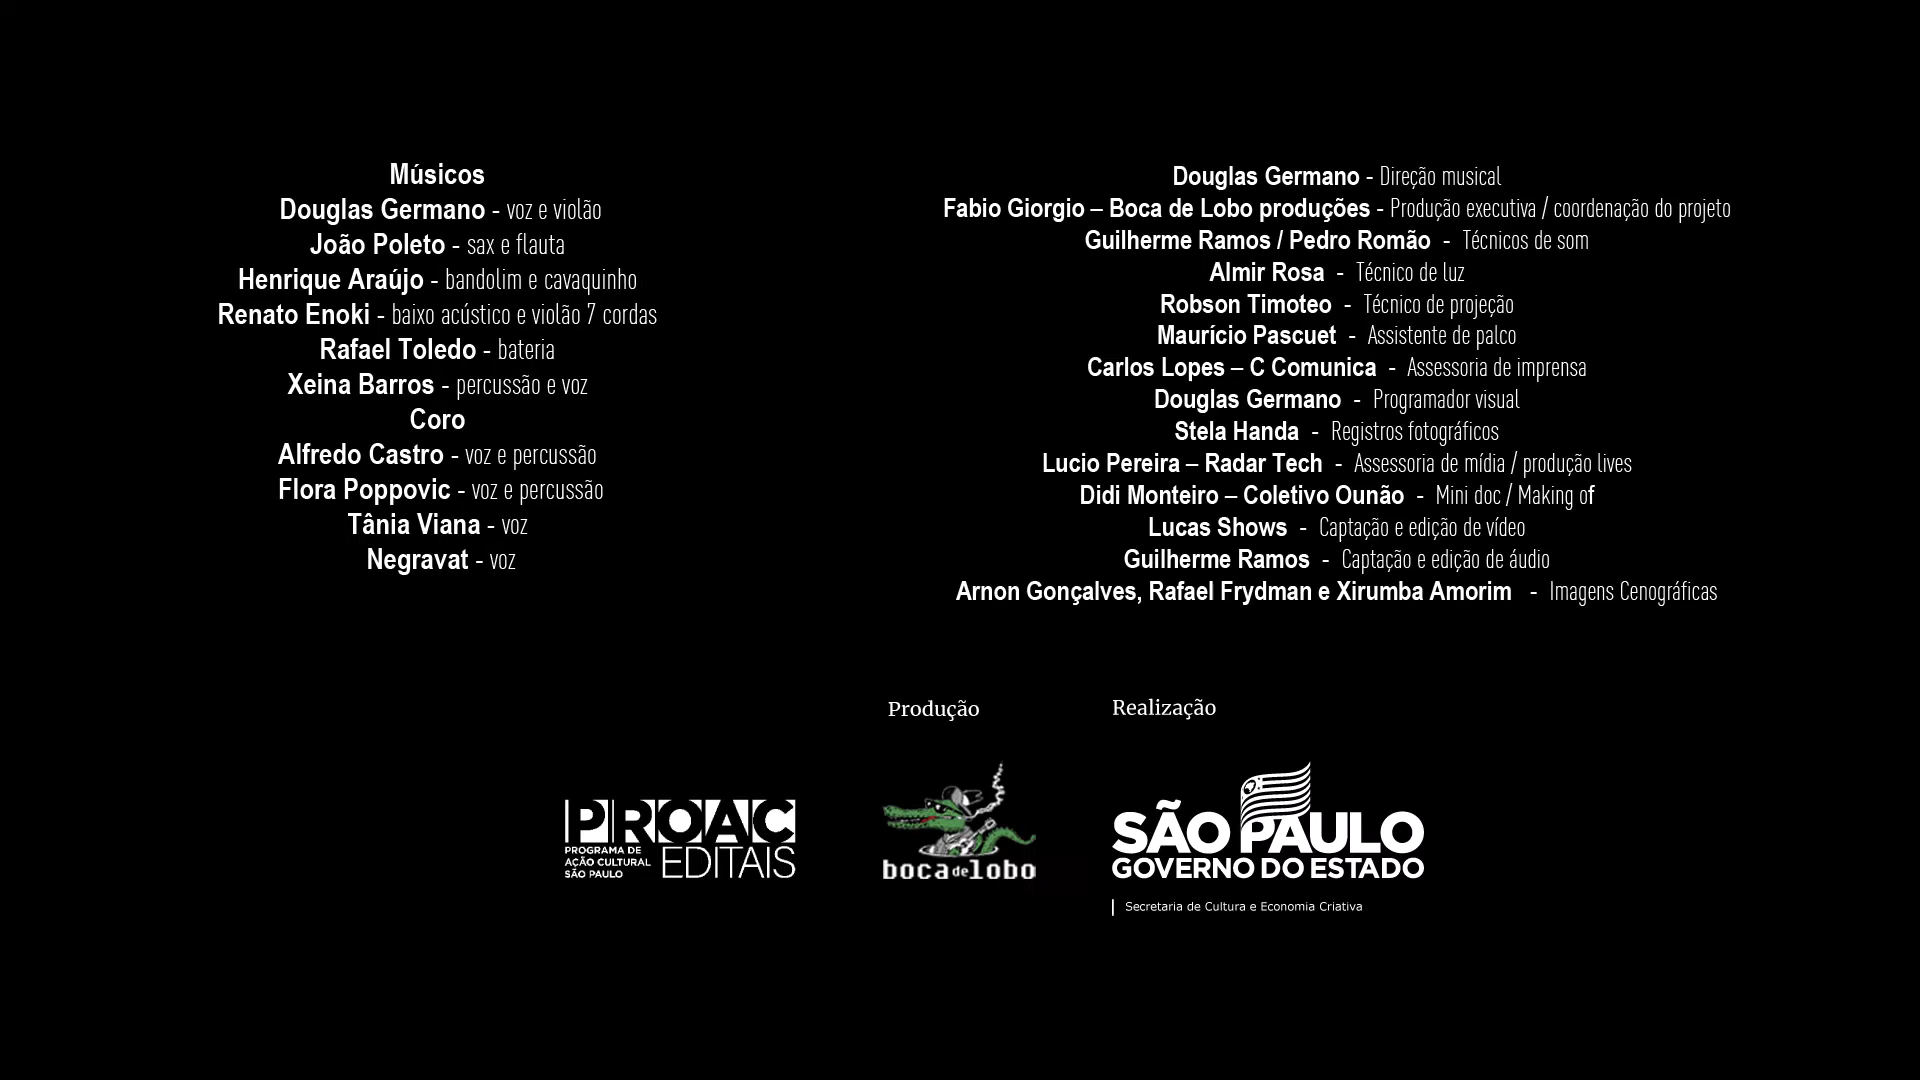 Músicos
Douglas Germano - voz e violão
João Poleto - sax e flauta
Henrique Araújo - bandolim e cavaquinho
Renato Enoki - baixo acústico e violão 7 cordas
Rafael Toledo - bateria
Xeina Barros - percussão e voz
Coro
Alfredo Castro - voz e percussão
Flora Poppovic - voz e percussão
Tânia Viana - voz
Negravat - voz
Douglas Germano - Direção musical
Fabio Giorgio – Boca de Lobo produções - Produção executiva / coordenação do projeto
Guilherme Ramos / Pedro Romão - Técnicos de som
Almir Rosa - Técnico de luz
Robson Timoteo - Técnico de projeção
Maurício Pascuet - Assistente de palco
Carlos Lopes – C Comunica - Assessoria de imprensa
Douglas Germano - Programador visual
Stela Handa - Registros fotográficos
Lucio Pereira – Radar Tech - Assessoria de mídia / produção lives
Didi Monteiro – Coletivo Ounão - Mini doc / Making of
Lucas Shows - Captação e edição de vídeo
Guilherme Ramos - Captação e edição de áudio
Arnon Gonçalves, Rafael Frydman e Xirumba Amorim - Imagens Cenográficas
PROAC
PROGRAMA DE
AÇÃO CULTURAL
SÃO PAULO
EDITAIS
Produção
boca de lobo
Realização
SÃO PAULO
GOVERNO DO ESTADO
Secretaria de Cultura e Economia Criativa